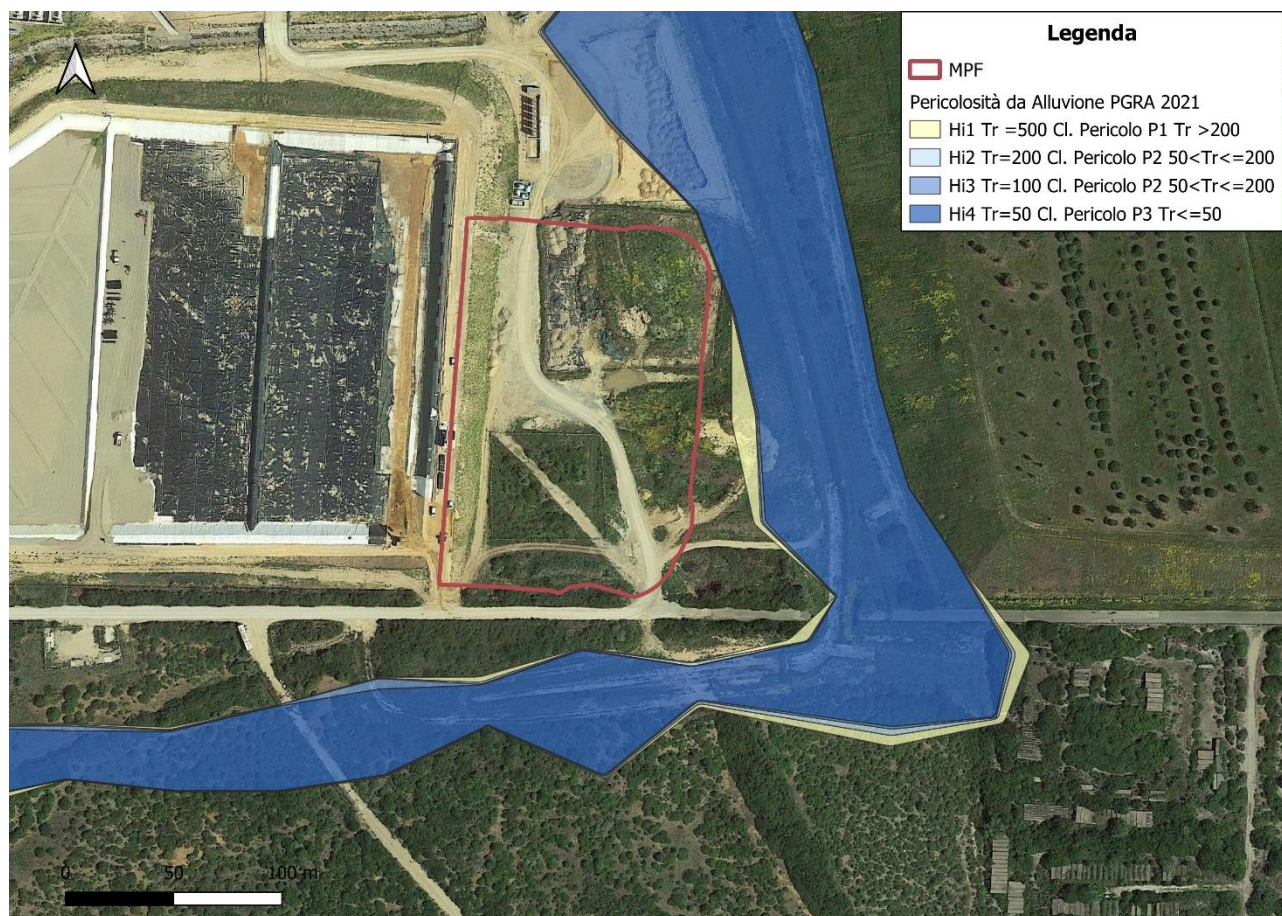 Legenda
MPF
Pericolosità da Alluvione PGRA 2021
Hi1 Tr =500 Cl. Pericolo P1 Tr >200
Hi2 Tr=200 Cl. Pericolo P2 50<Tr<=200
Hi3 Tr=100 Cl. Pericolo P2 50<Tr<=200
Hi4 Tr=50 Cl. Pericolo P3 Tr<=50
0 50 100 m